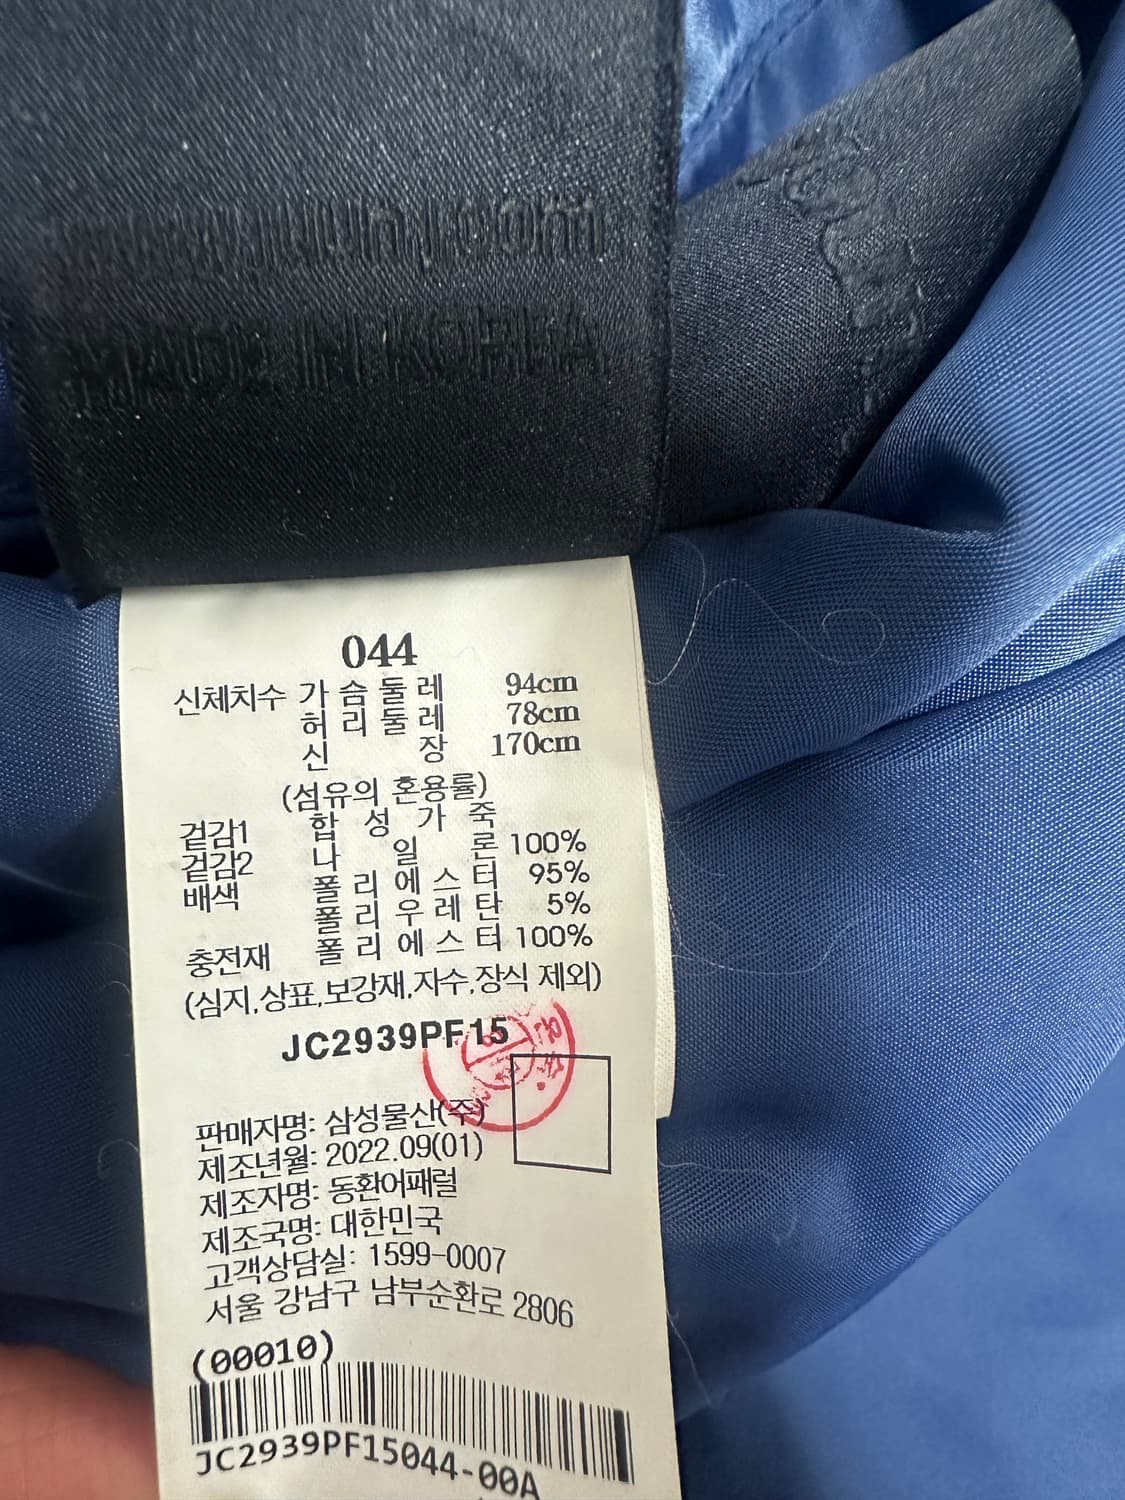 MADE IN KOREA
044
신체치수 가슴둘레 94cm
허리둘레 78cm
신장 170cm
(섬유의 혼용률)
겉감1 합성가죽
겉감2 나일론 100%
배색 폴리에스터 95%
폴리우레탄 5%
충전재 폴리에스터 100%
(심지,상표,보강재,자수,장식 제외)
JC2939PF15
판매자명: 삼성물산(주)
제조년월: 2022.09(01)
제조자명: 동환어패럴
제조국명: 대한민국
고객상담실: 1599-0007
서울 강남구 남부순환로 2806
(00010)
JC2939PF15044-00A